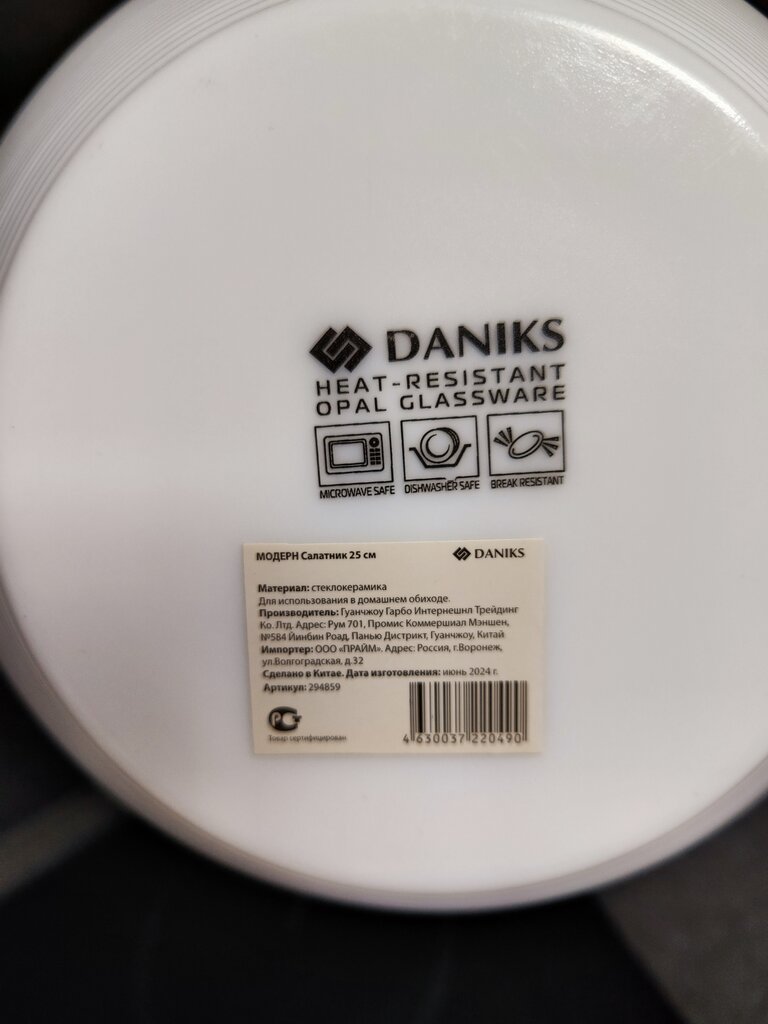 DANIKS
HEAT-RESISTANT
OPAL GLASSWARE
MICROWAVE SAFE DISHWASHER SAFE BREAK RESISTANT
МОДЕРН Салатник 25 см DANIKS
Материал: стеклокерамика
Для использования в домашнем обиходе.
Производитель: Гуанчжоу Гарбо Интернешнл Трейдинг
Ко. Лтд. Адрес: Рум 701, Промис Коммершиал Мэншен,
№584 Йинбин Роад, Панью Дистрикт, Гуанчжоу, Китай
Импортер: ООО «ПРАЙМ». Адрес: Россия, г.Воронеж,
ул.Волгоградская, д.32
Сделано в Китае. Дата изготовления: июнь 2024 г.
Артикул: 294859
РСТ
Товар сертифицирован
4 630037 220490